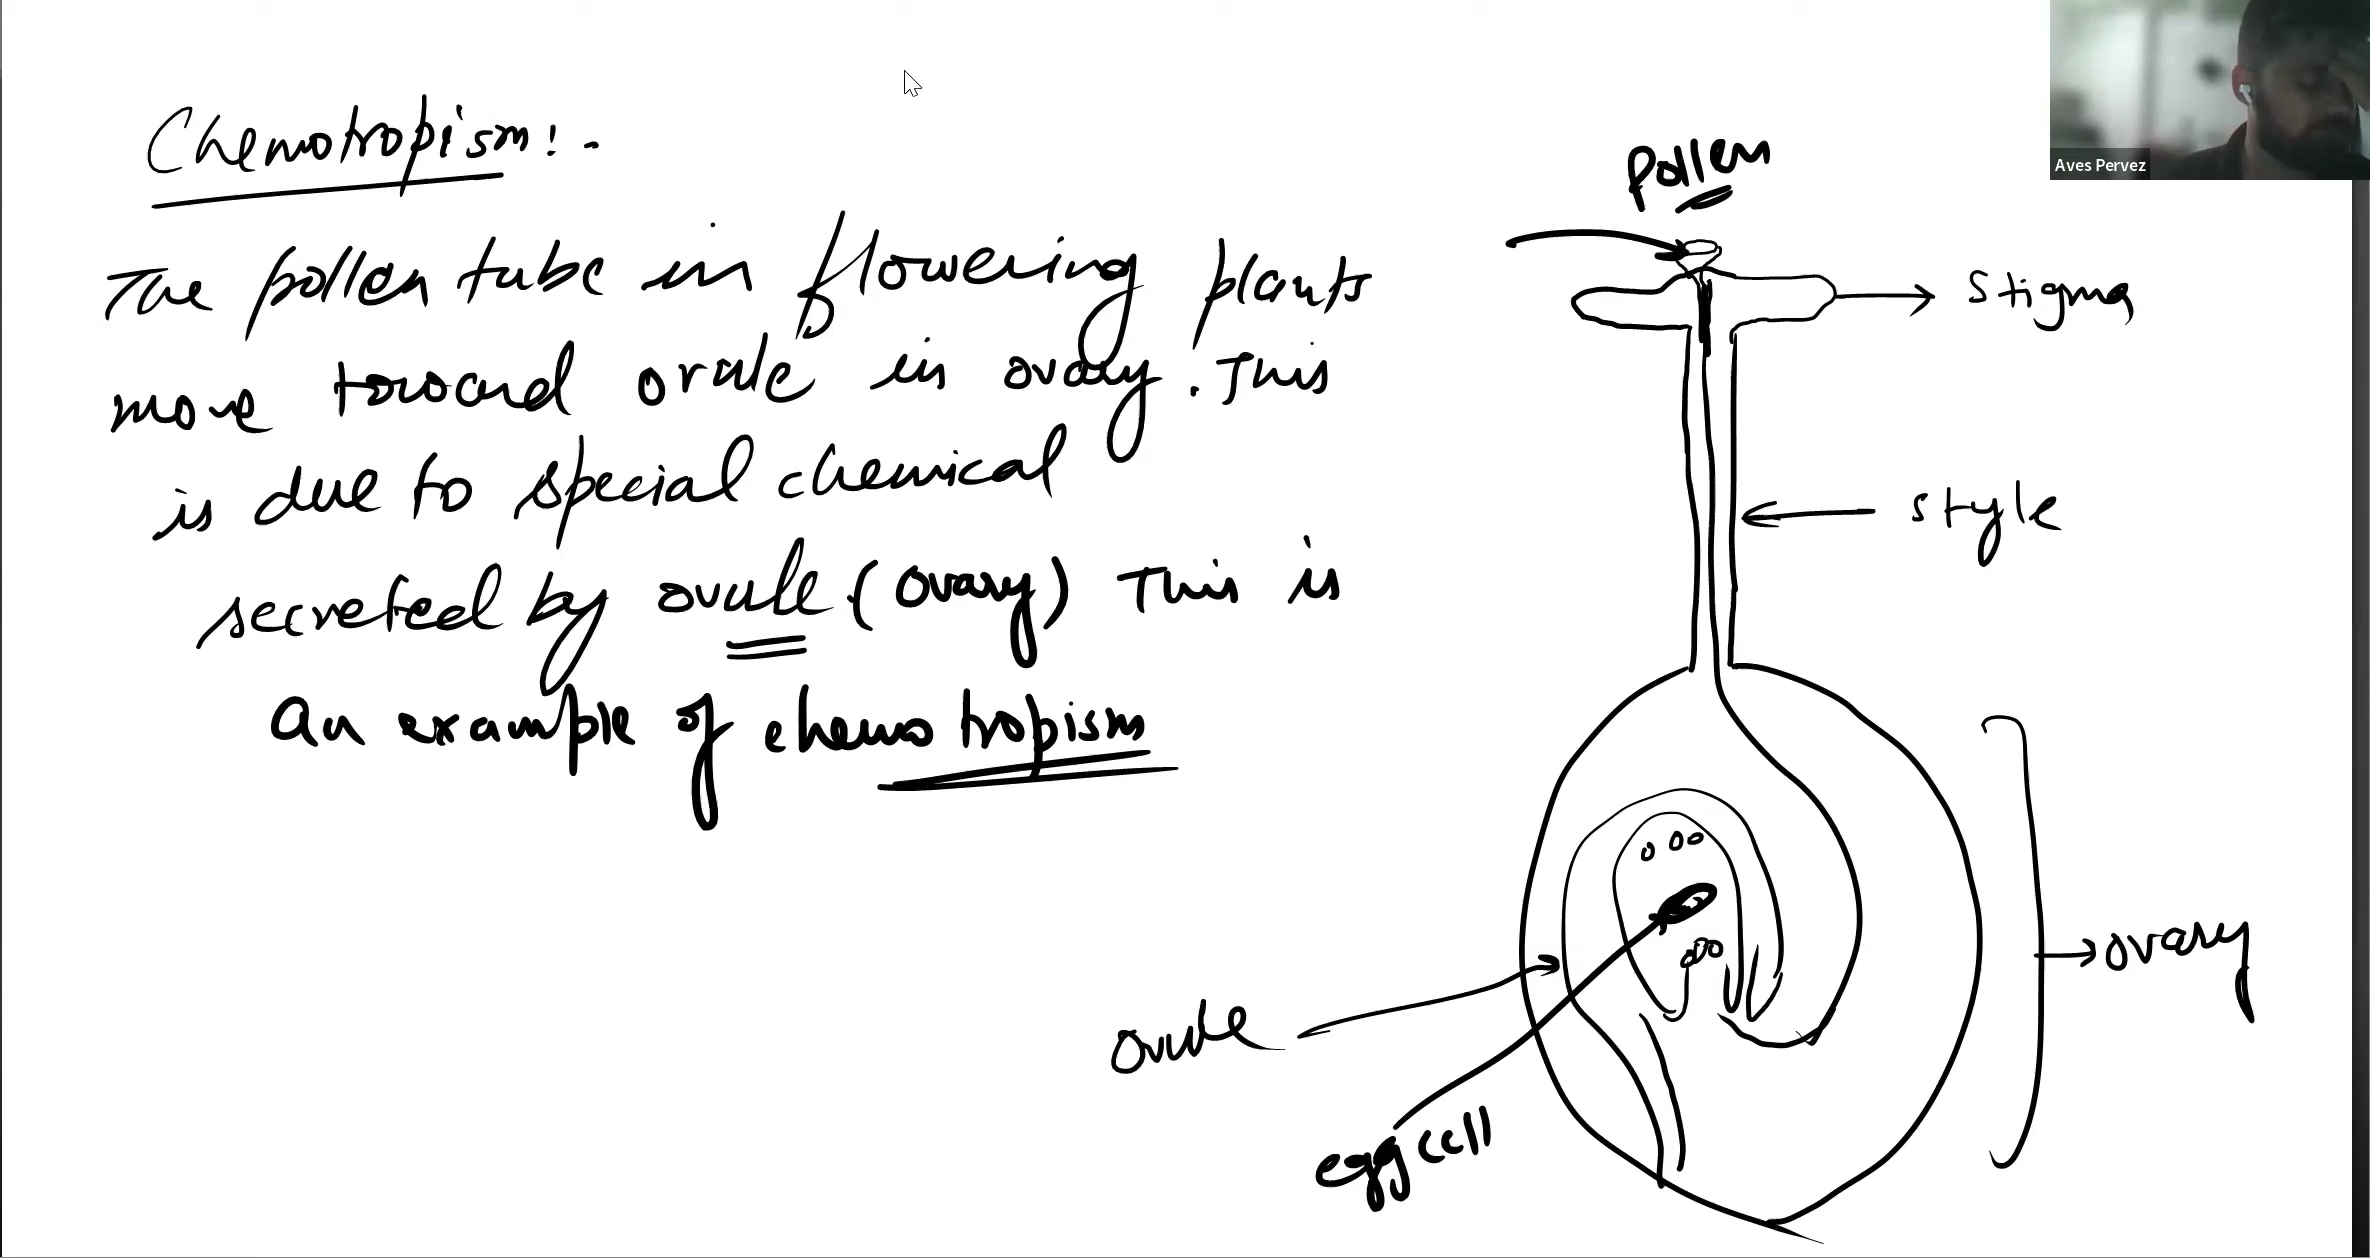 Chemotropism:-
The pollen tube in flowering plants
move toward ovule in ovary. This
is due to special chemical
secreted by ovule (ovary) This is
an example of chemotropism
Pollen
Stigma
style
ovary
ovule
egg cell
Aves Pervez